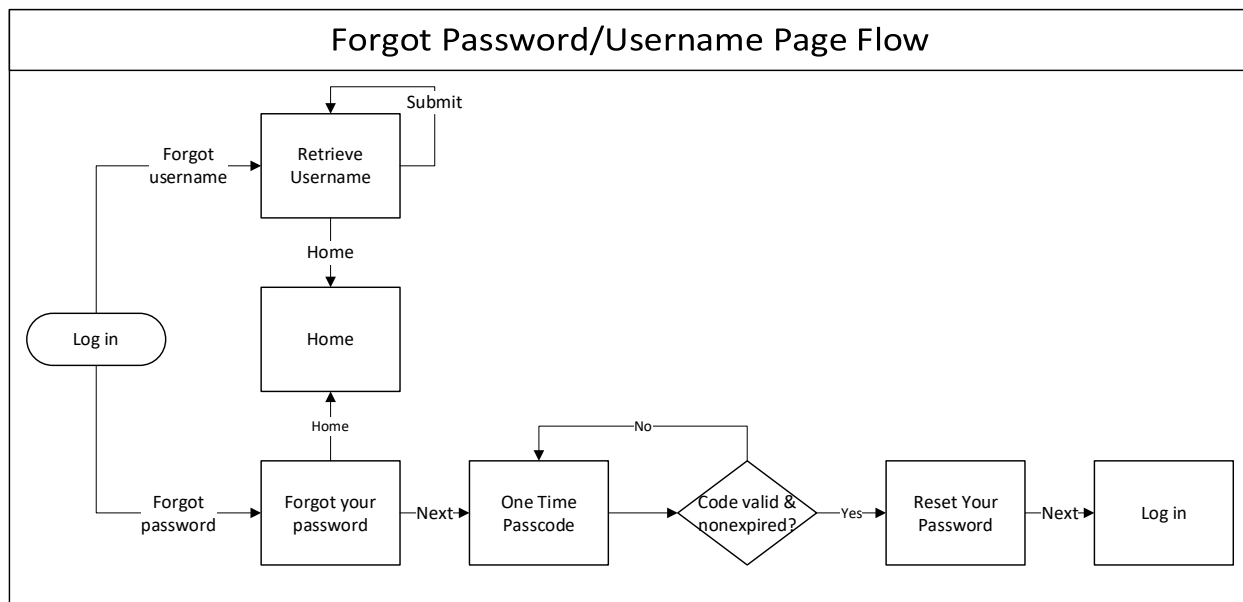 Forgot Password/Username Page Flow
Submit
Forgot
username
Retrieve
Username
Home
Home
Log in
Home
No
Forgot
password
Forgot your
password
Next
One Time
Passcode
Code valid &
nonexpired?
Yes
Reset Your
Password
Next
Log in